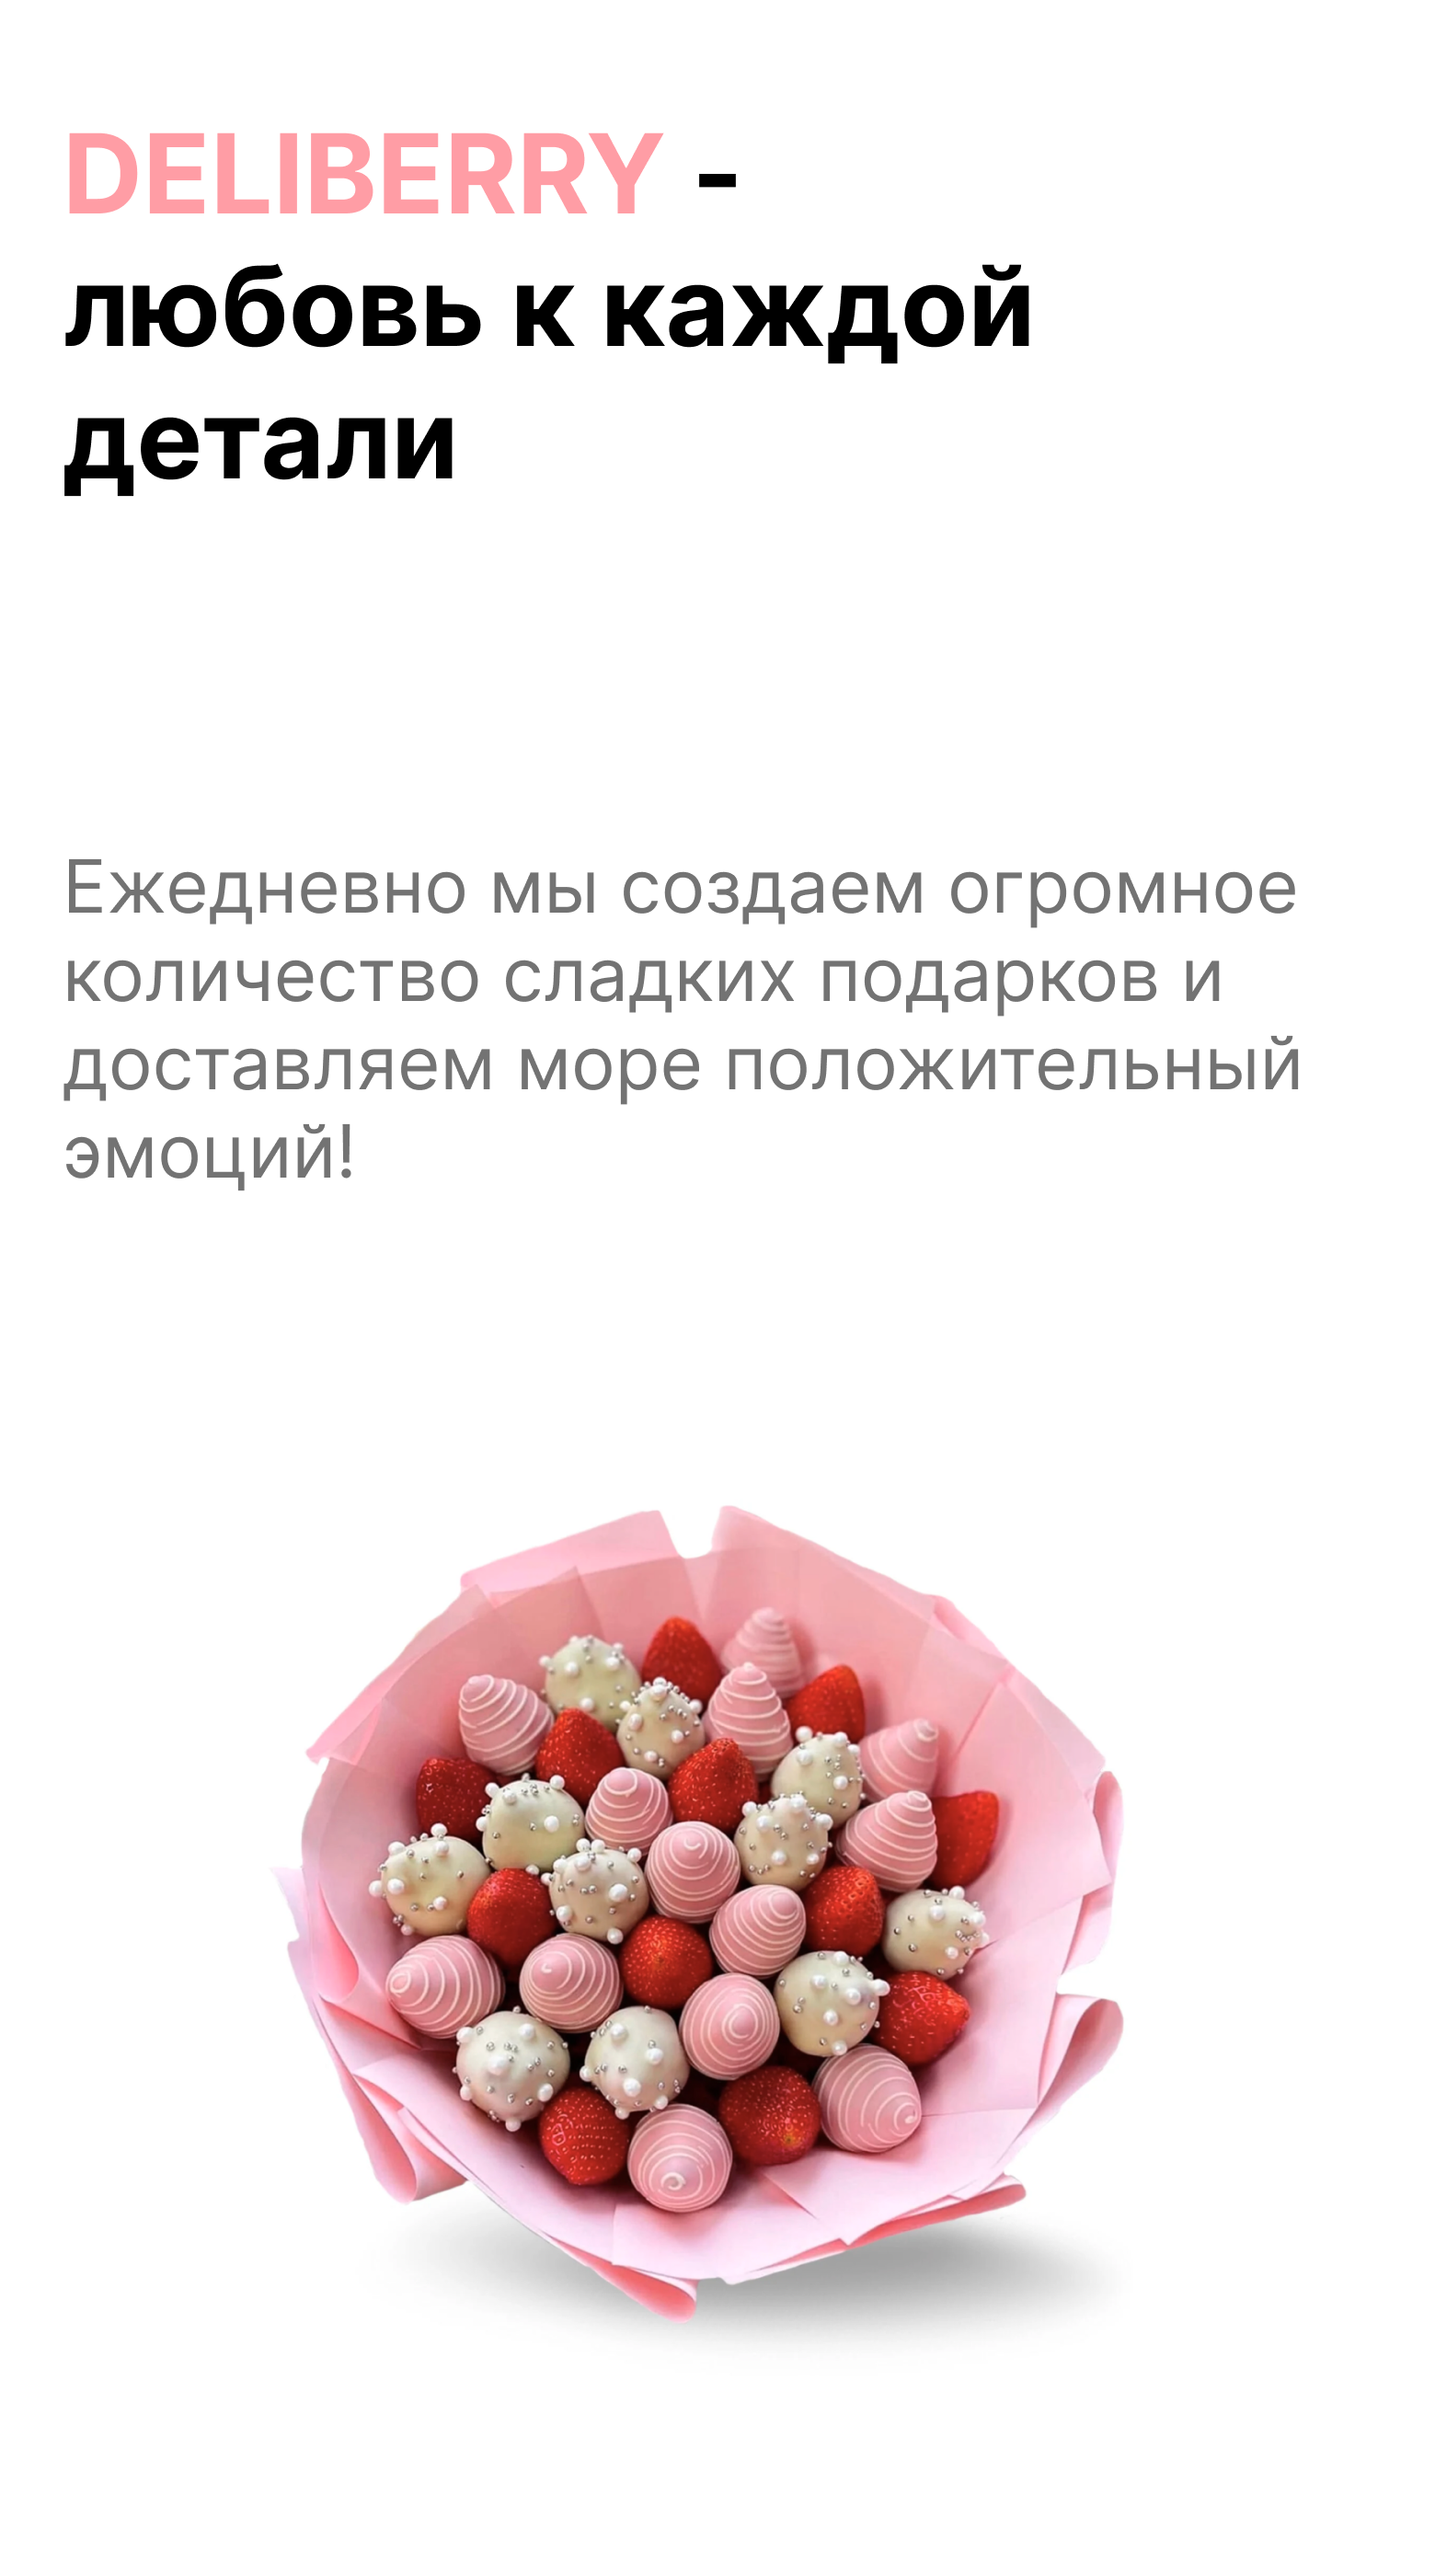 DELIBERRY -
любовь к каждой
детали
Ежедневно мы создаем огромное
количество сладких подарков и
доставляем море положительный
эмоций!